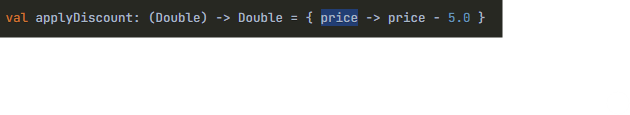 val applyDiscount: (Double) -> Double = { price -> price - 5.0 }